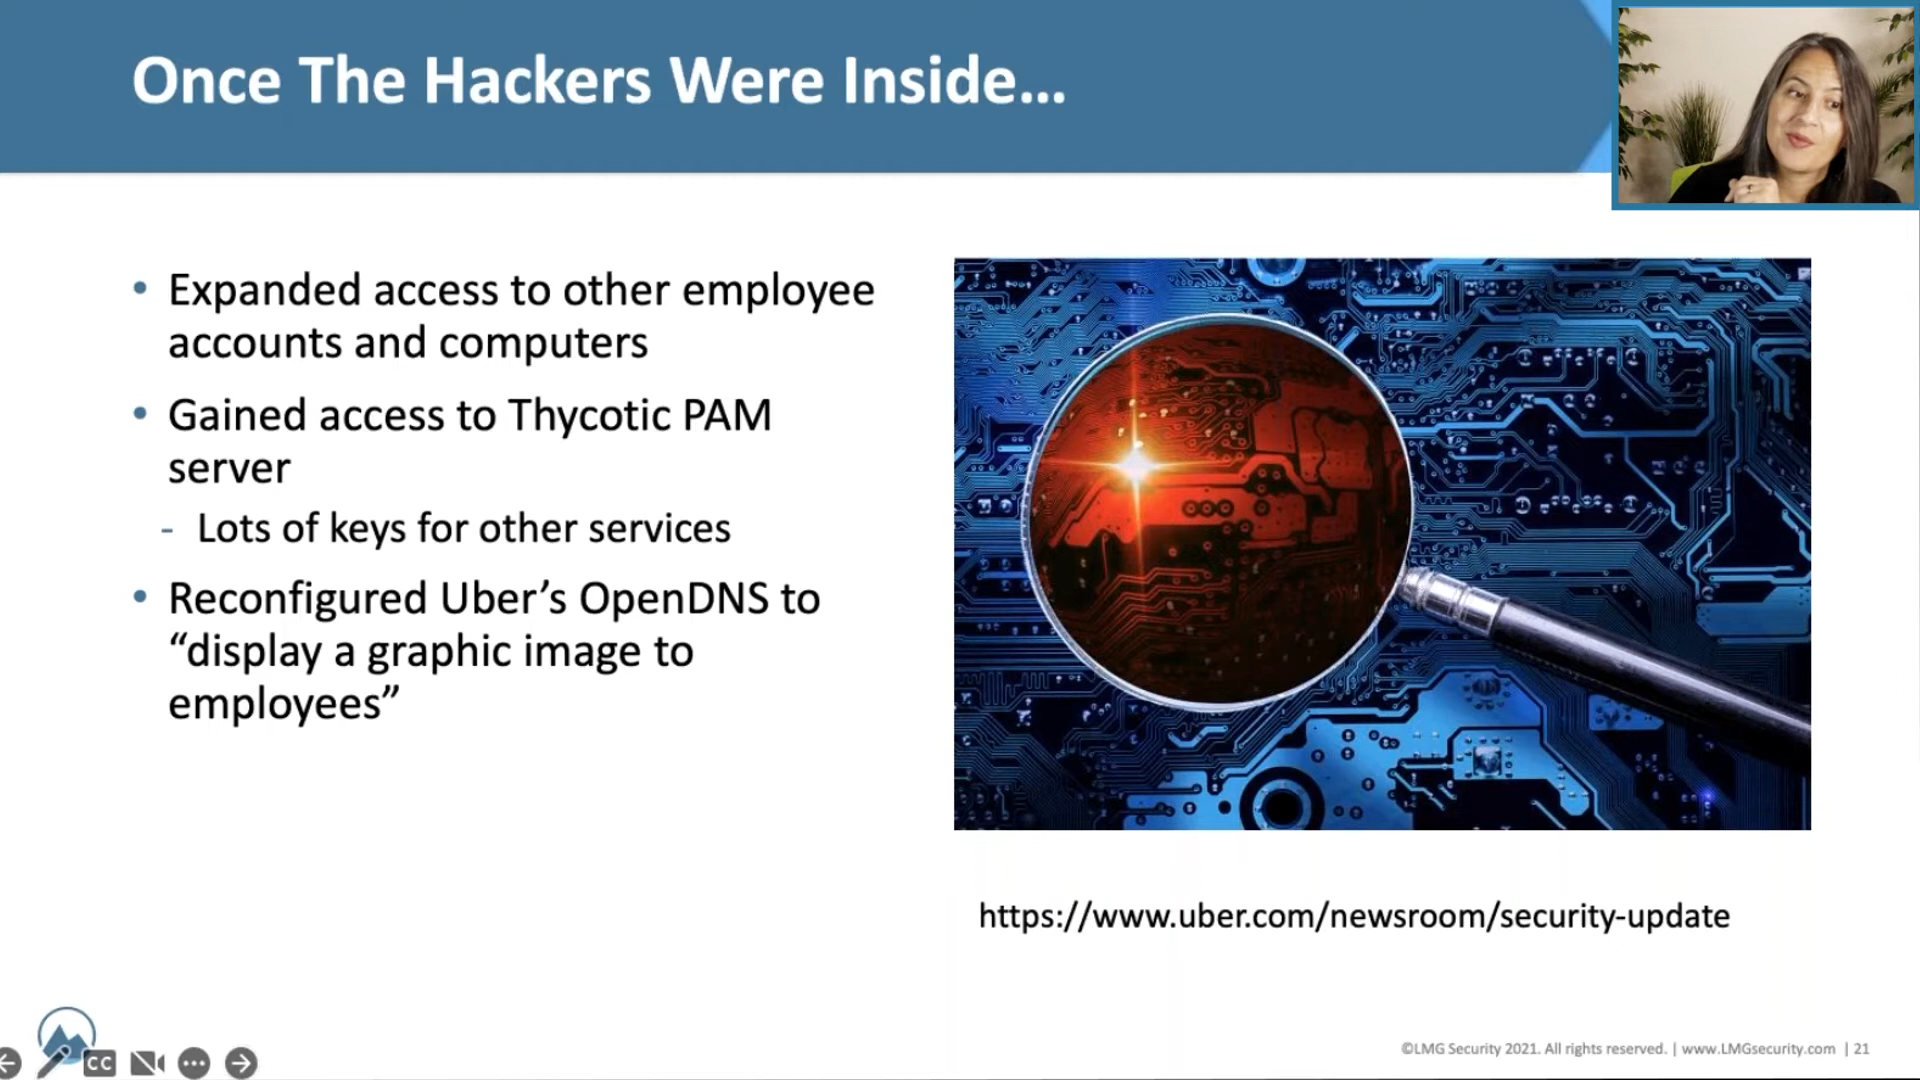 Once The Hackers Were Inside...
• Expanded access to other employee
accounts and computers
• Gained access to Thycotic PAM
server
- Lots of keys for other services
• Reconfigured Uber’s OpenDNS to
“display a graphic image to
employees”
https://www.uber.com/newsroom/security-update
CC
©LMG Security 2021. All rights reserved. | www.LMGsecurity.com | 21